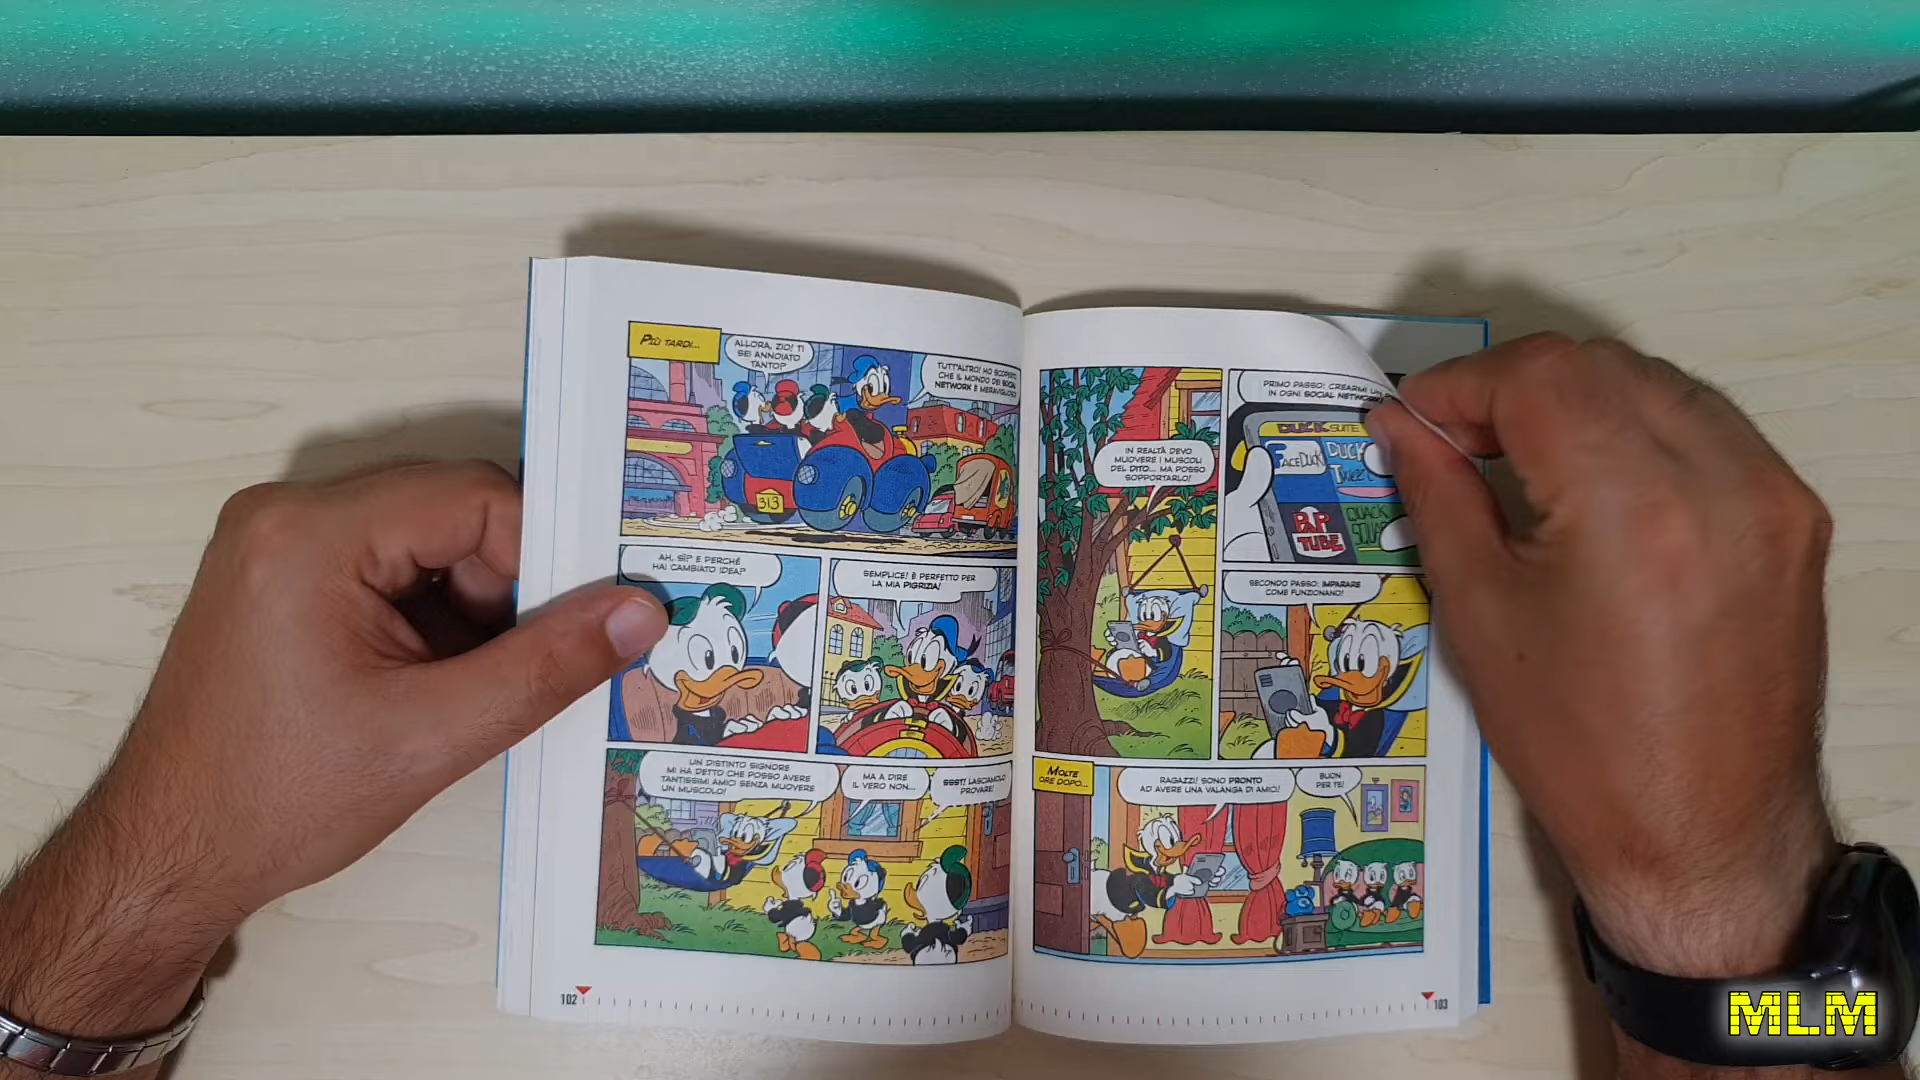 PIÙ TARDI...
ALLORA, ZIO! TI
SEI ANNOIATO
TANTO?
TUTT'ALTRO! HO SCOPERTO
CHE IL MONDO DEI SOCIAL
NETWORK È MERAVIGLIOSO
313
AH, SÌ? E PERCHÉ
HAI CAMBIATO IDEA?
SEMPLICE! È PERFETTO PER
LA MIA PIGRIZIA!
UN DISTINTO SIGNORE
MI HA DETTO CHE POSSO AVERE
TANTISSIMI AMICI SENZA MUOVERE
UN MUSCOLO!
MA A DIRE
IL VERO NON...
SSST! LASCIAMOLO
PROVARE!
102
IN REALTÀ DEVO
MUOVERE I MUSCOLI
DEL DITO... MA POSSO
SOPPORTARLO!
PRIMO PASSO: CREARMI UN
IN OGNI SOCIAL NETWORK
DUCK SUITE
FACEDUCK
DUCK
TWEET
PAP
TUBE
QUACK
SQUA
SECONDO PASSO: IMPARARE
COME FUNZIONANO!
MOLTE
ORE DOPO...
RAGAZZI! SONO PRONTO
AD AVERE UNA VALANGA DI AMICI!
BUON
PER TE!
103
MLM